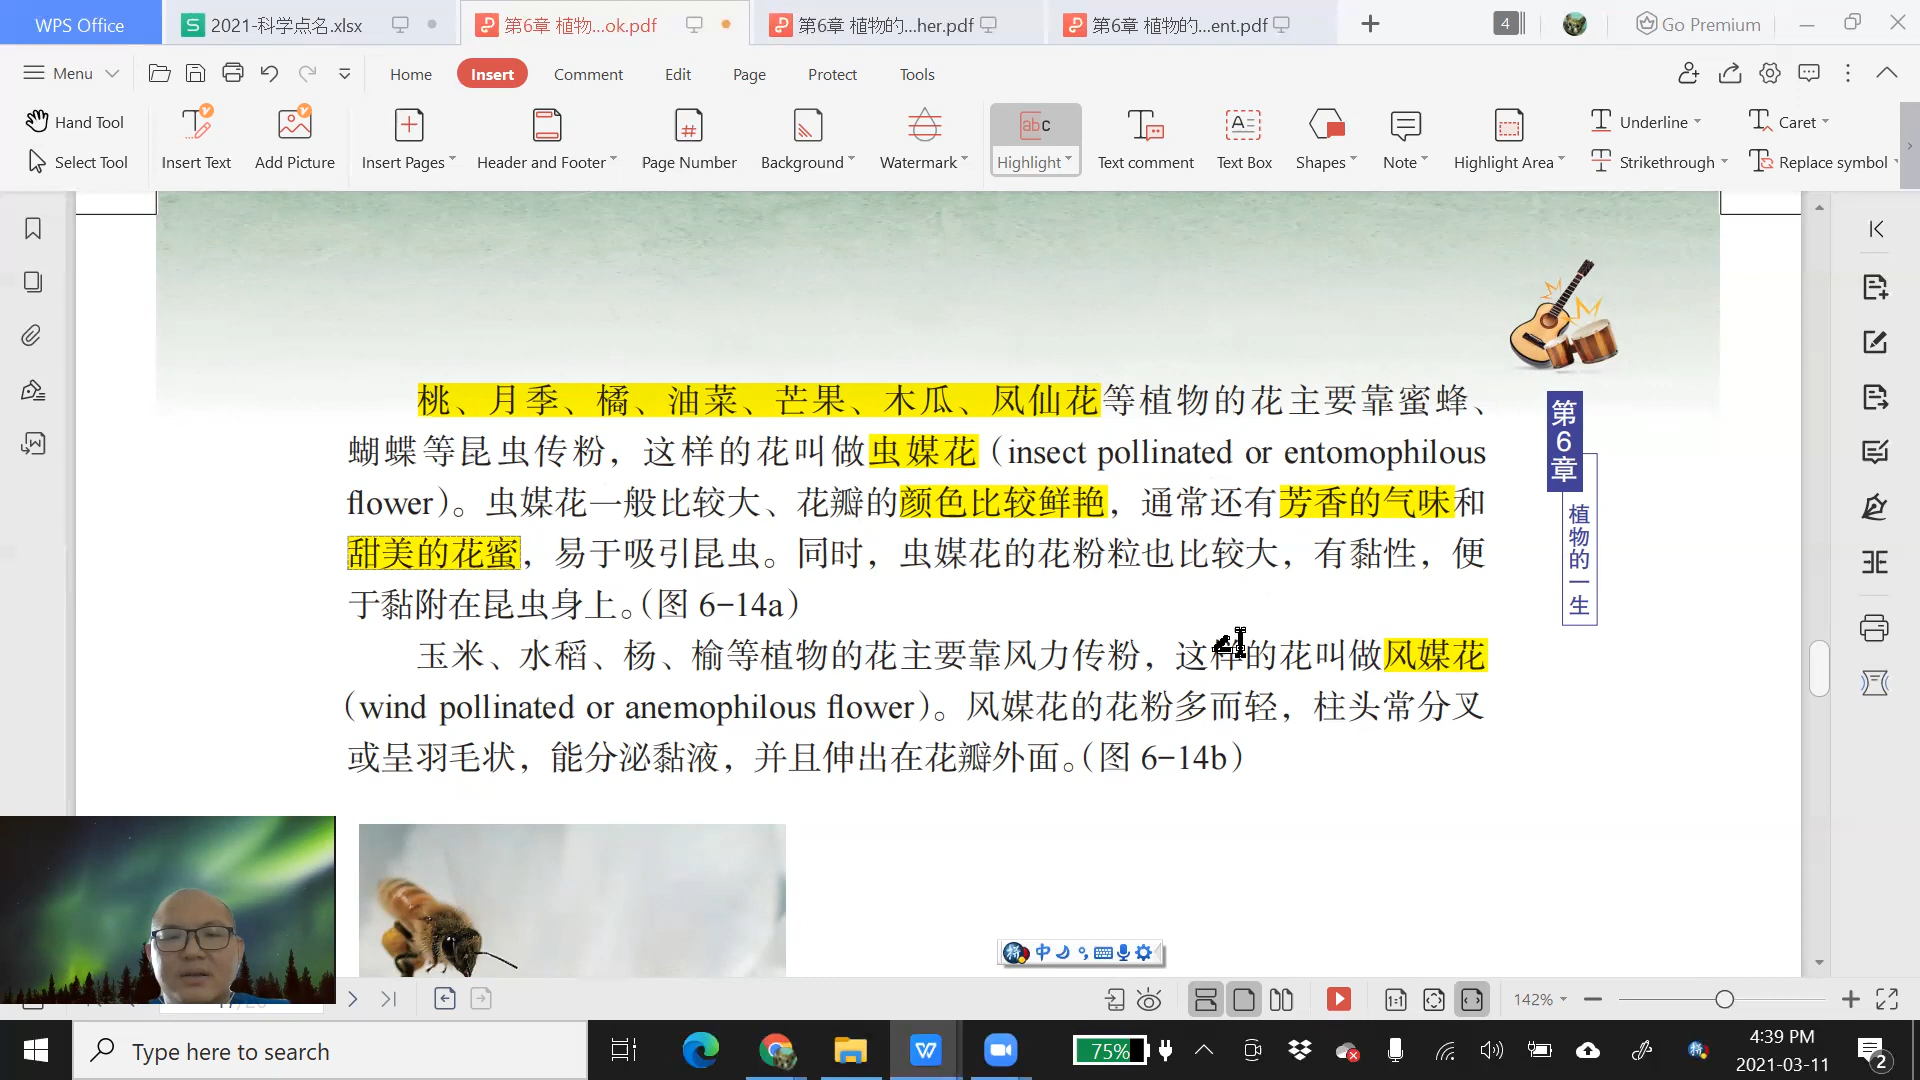 WPS Office
2021-科学点名.xlsx
第6章 植物...ok.pdf
第6章 植物的...her.pdf
第6章 植物的...ent.pdf
4
Go Premium
Menu
Home
Insert
Comment
Edit
Page
Protect
Tools
Hand Tool
Select Tool
Insert Text
Add Picture
Insert Pages
Header and Footer
Page Number
Background
Watermark
Highlight
Text comment
Text Box
Shapes
Note
Highlight Area
Underline
Strikethrough
Caret
Replace symbol
桃、月季、橘、油菜、芒果、木瓜、凤仙花等植物的花主要靠蜜蜂、
蝴蝶等昆虫传粉，这样的花叫做虫媒花（insect pollinated or entomophilous
flower）。虫媒花一般比较大、花瓣的颜色比较鲜艳，通常还有芳香的气味和
甜美的花蜜，易于吸引昆虫。同时，虫媒花的花粉粒也比较大，有黏性，便
于黏附在昆虫身上。（图 6-14a）
玉米、水稻、杨、榆等植物的花主要靠风力传粉，这样的花叫做风媒花
（wind pollinated or anemophilous flower）。风媒花的花粉多而轻，柱头常分叉
或呈羽毛状，能分泌黏液，并且伸出在花瓣外面。（图 6-14b）
第6章
植物的一生
中
142%
Type here to search
75%
4:39 PM
2021-03-11
2